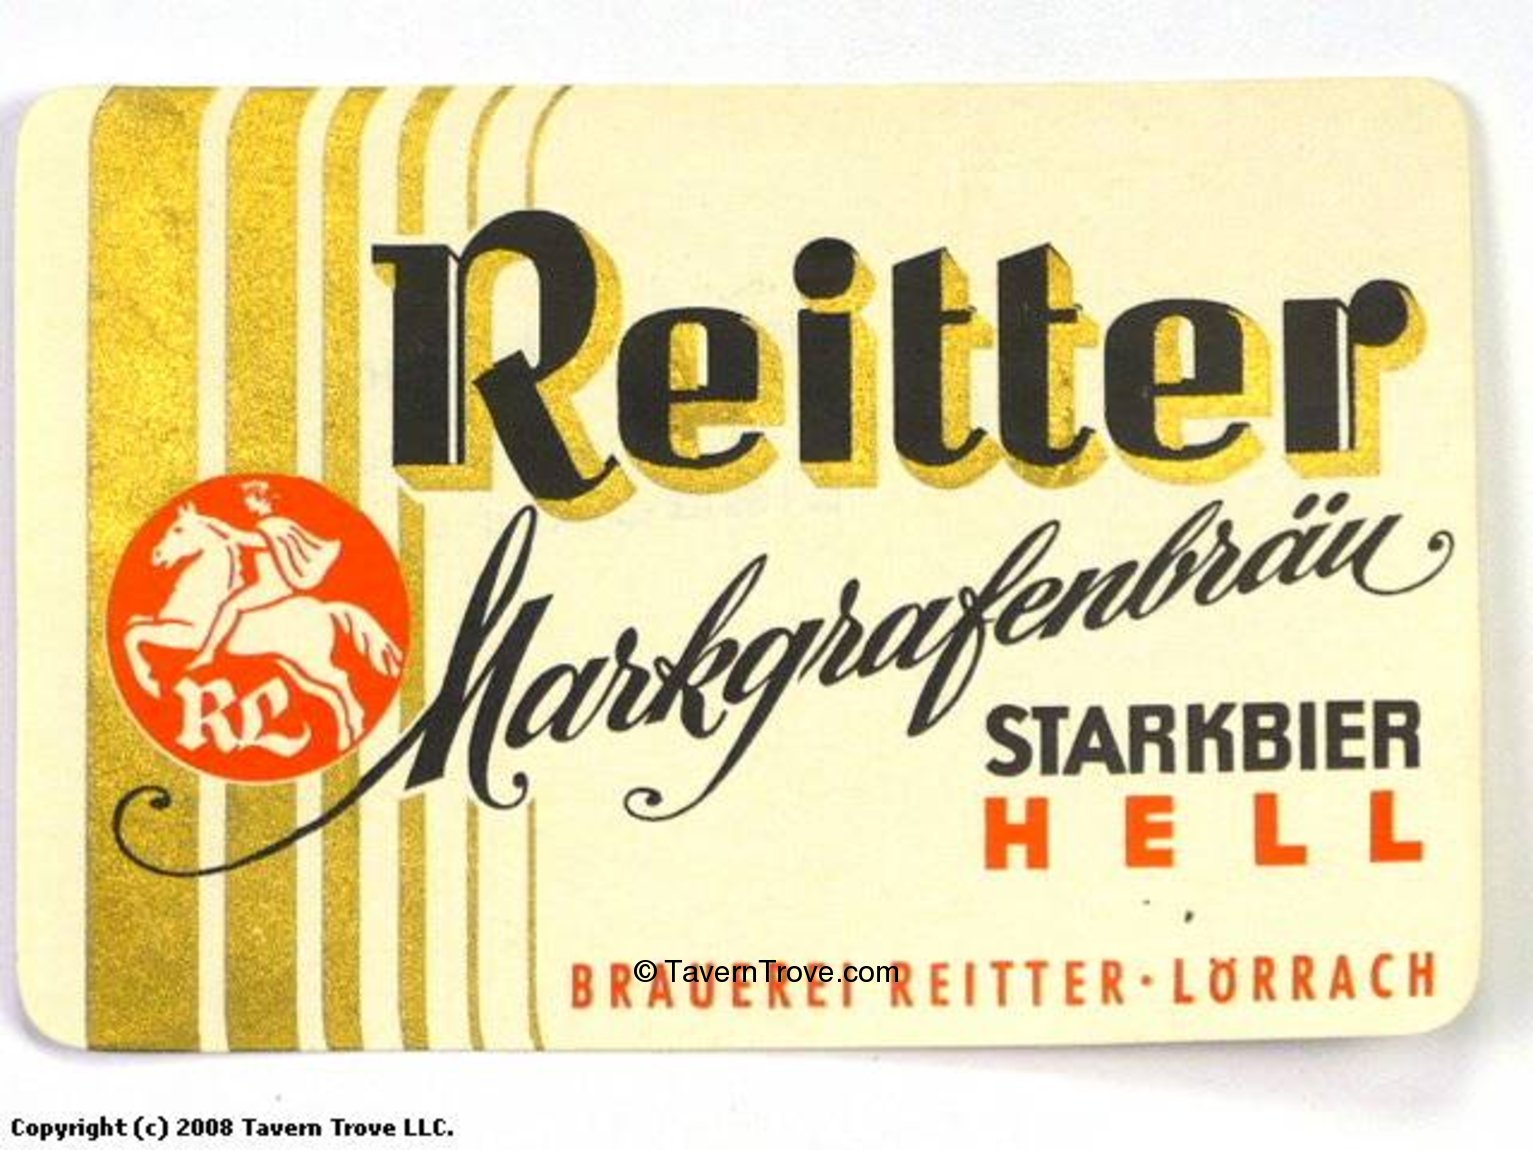 Reitter
Markgrafenbräu
STARKBIER
HELL
RL
BRAUEREI REITTER · LÖRRACH
©TavernTrove.com
Copyright (c) 2008 Tavern Trove LLC.